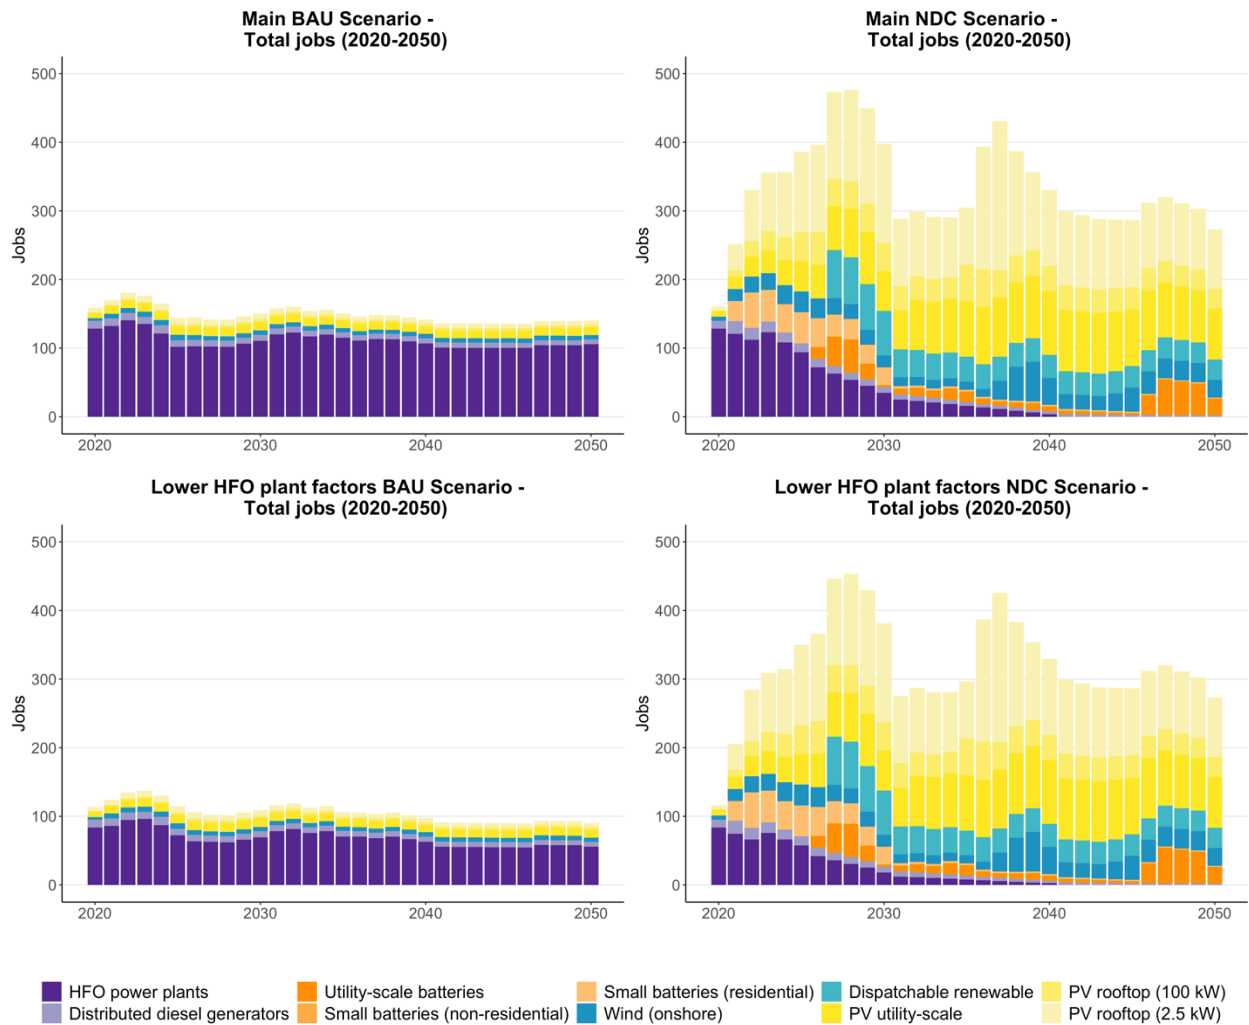 Main BAU Scenario -
Total jobs (2020-2050)
500
400
300
200
100
0
Jobs
2020 2030 2040 2050
Main NDC Scenario -
Total jobs (2020-2050)
500
400
300
200
100
0
Jobs
2020 2030 2040 2050
Lower HFO plant factors BAU Scenario -
Total jobs (2020-2050)
500
400
300
200
100
0
Jobs
2020 2030 2040 2050
Lower HFO plant factors NDC Scenario -
Total jobs (2020-2050)
500
400
300
200
100
0
Jobs
2020 2030 2040 2050
HFO power plants
Distributed diesel generators
Utility-scale batteries
Small batteries (non-residential)
Small batteries (residential)
Wind (onshore)
Dispatchable renewable
PV utility-scale
PV rooftop (100 kW)
PV rooftop (2.5 kW)